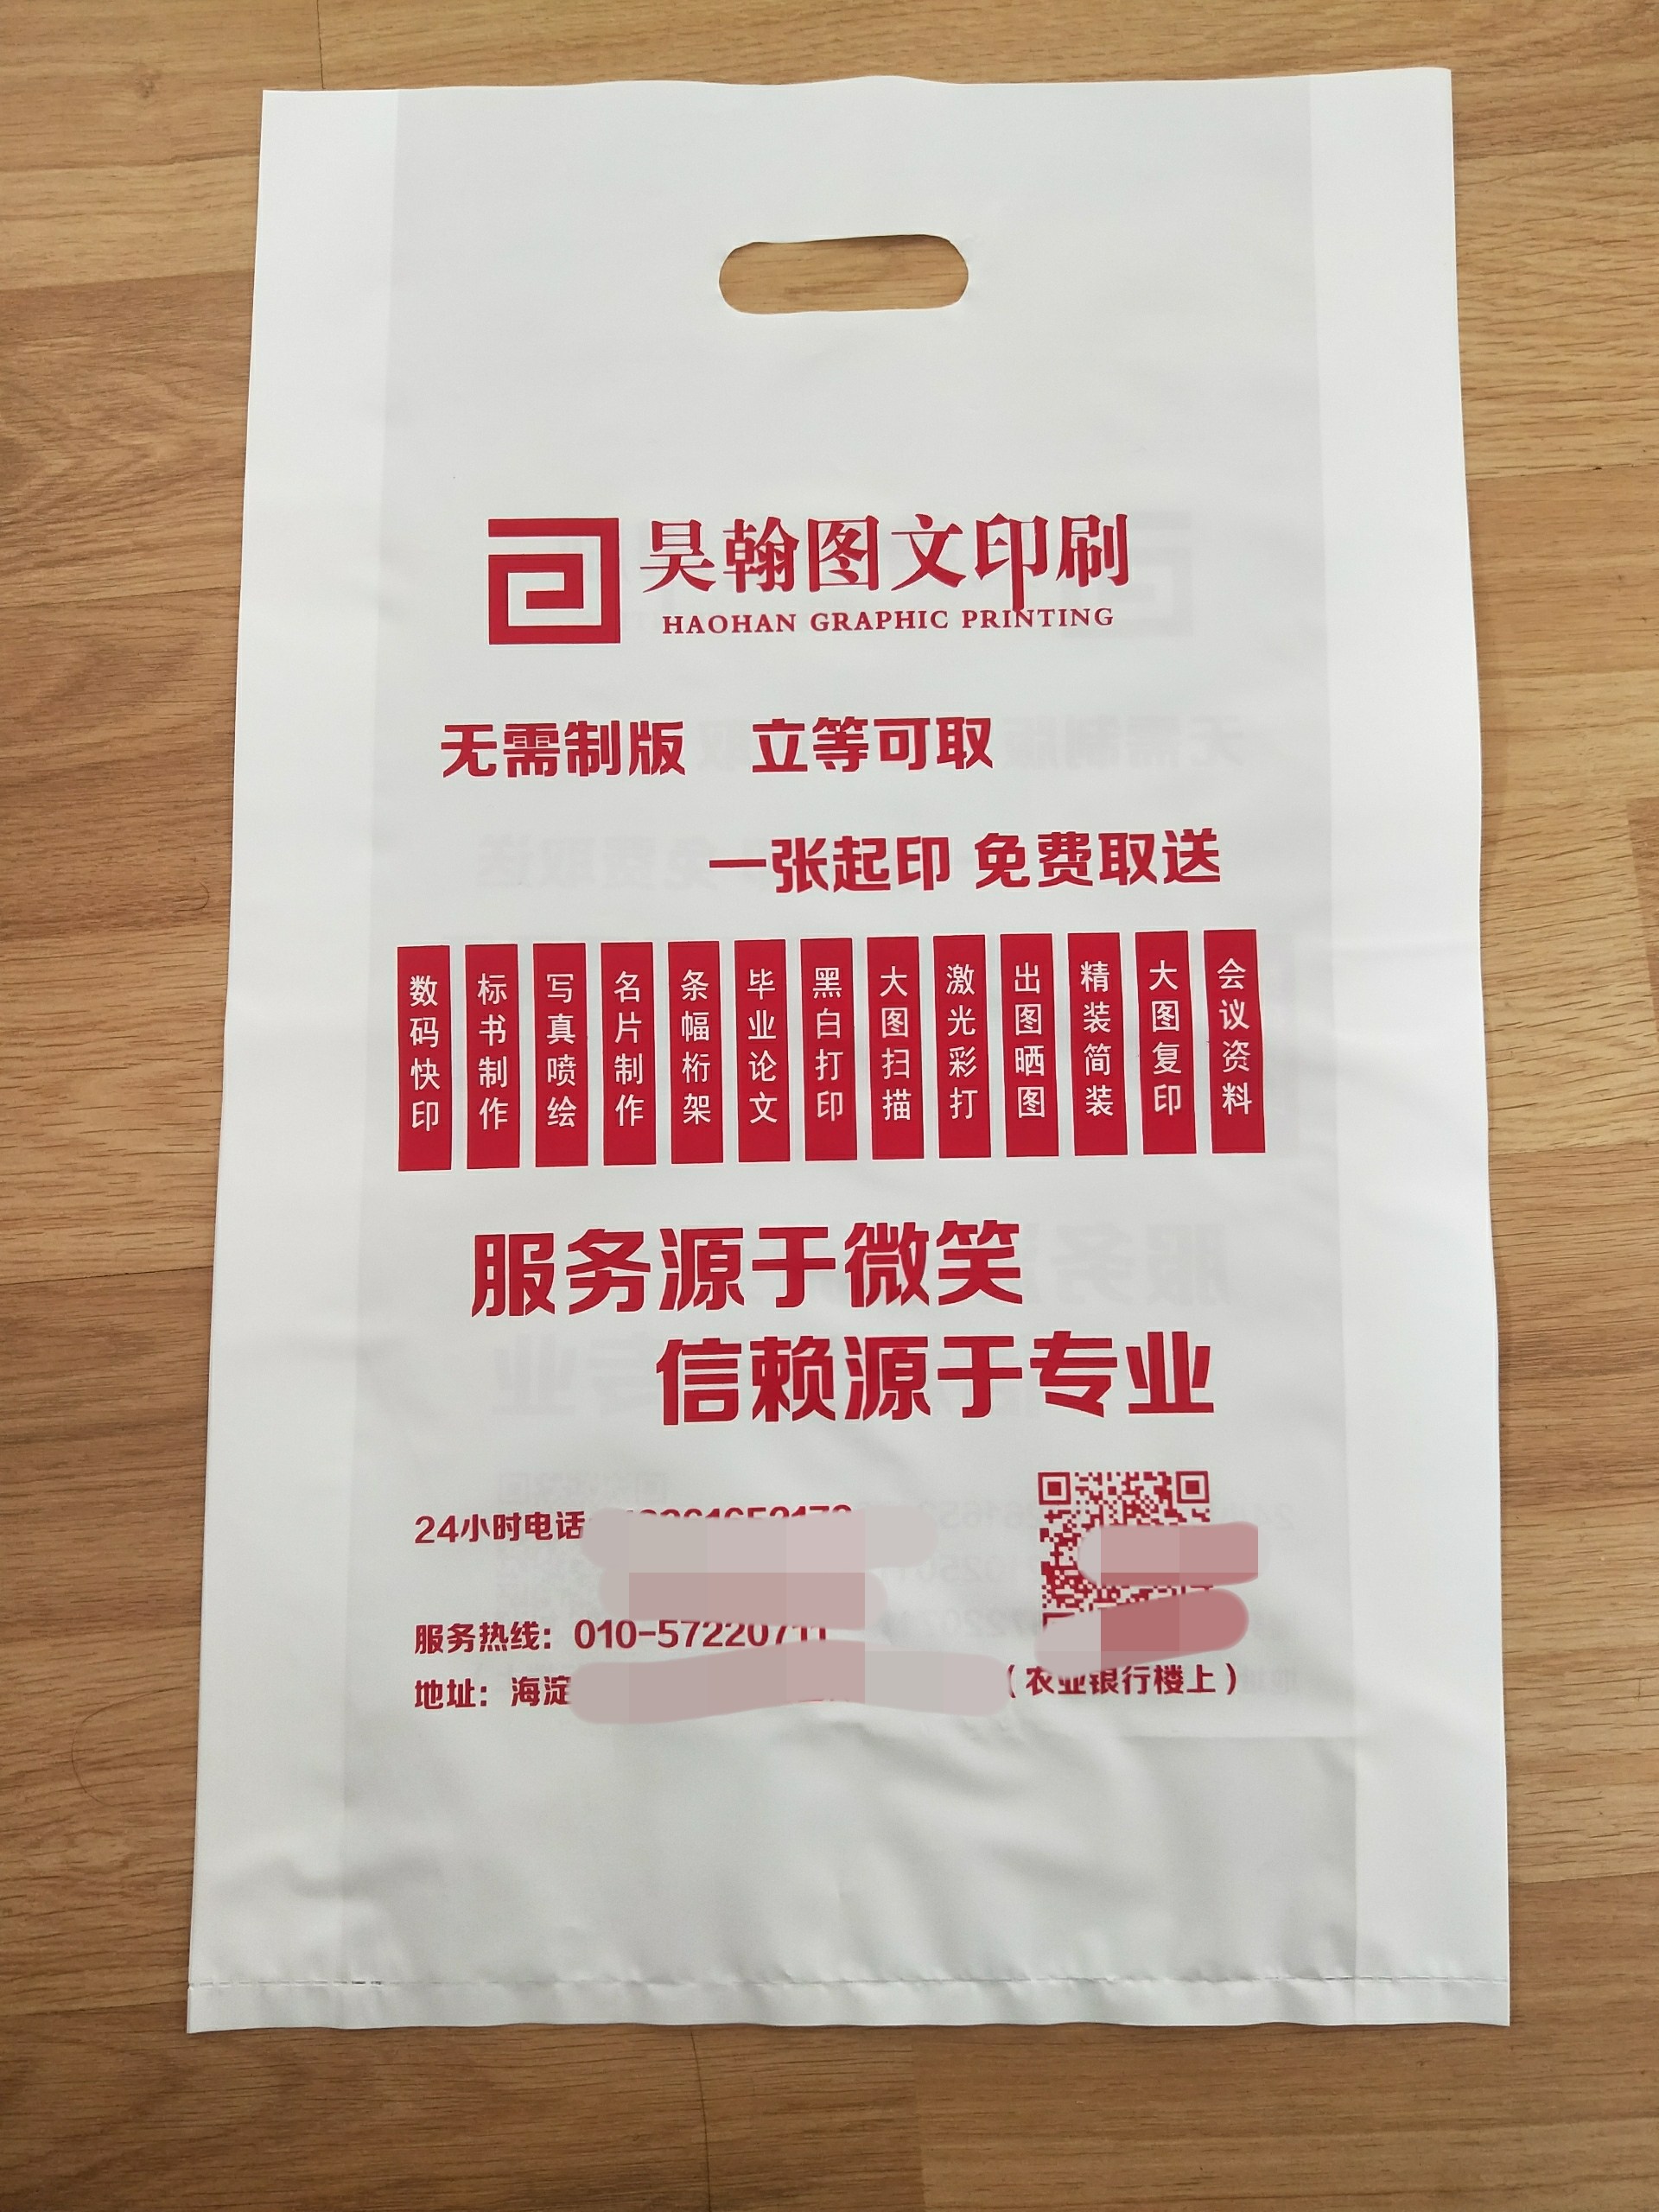 昊翰图文印刷
HAOHAN GRAPHIC PRINTING
无需制版 立等可取
一张起印 免费取送
数码快印
标书制作
写真喷绘
名片制作
条幅桁架
毕业论文
黑白打印
大图扫描
激光彩打
出图晒图
精装简装
大图复印
会议资料
服务源于微笑
信赖源于专业
24小时电话
服务热线：010-57220711
地址：海淀
（农业银行楼上）